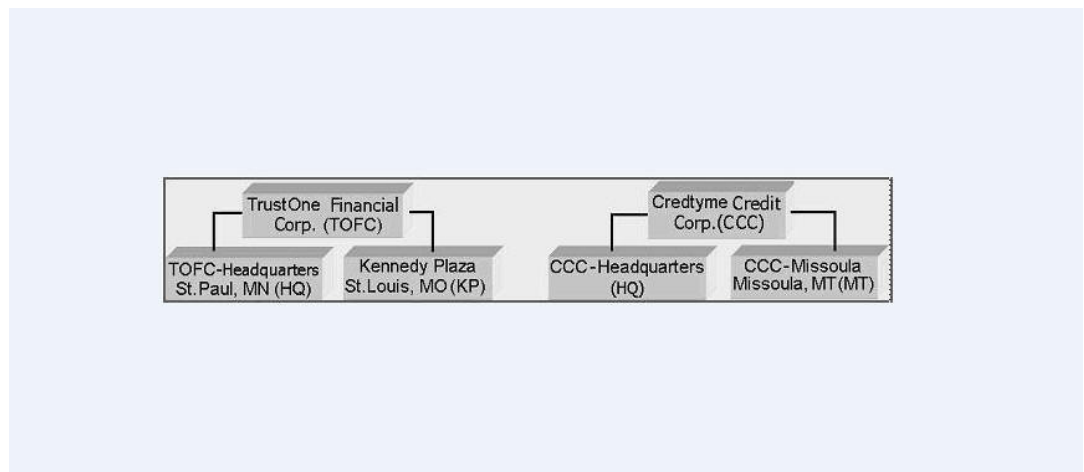 TrustOne Financial
Corp. (TOFC)
TOFC-Headquarters
St.Paul, MN (HQ)
Kennedy Plaza
St.Louis, MO (KP)
Credtyme Credit
Corp.(CCC)
CCC-Headquarters
(HQ)
CCC-Missoula
Missoula, MT (MT)